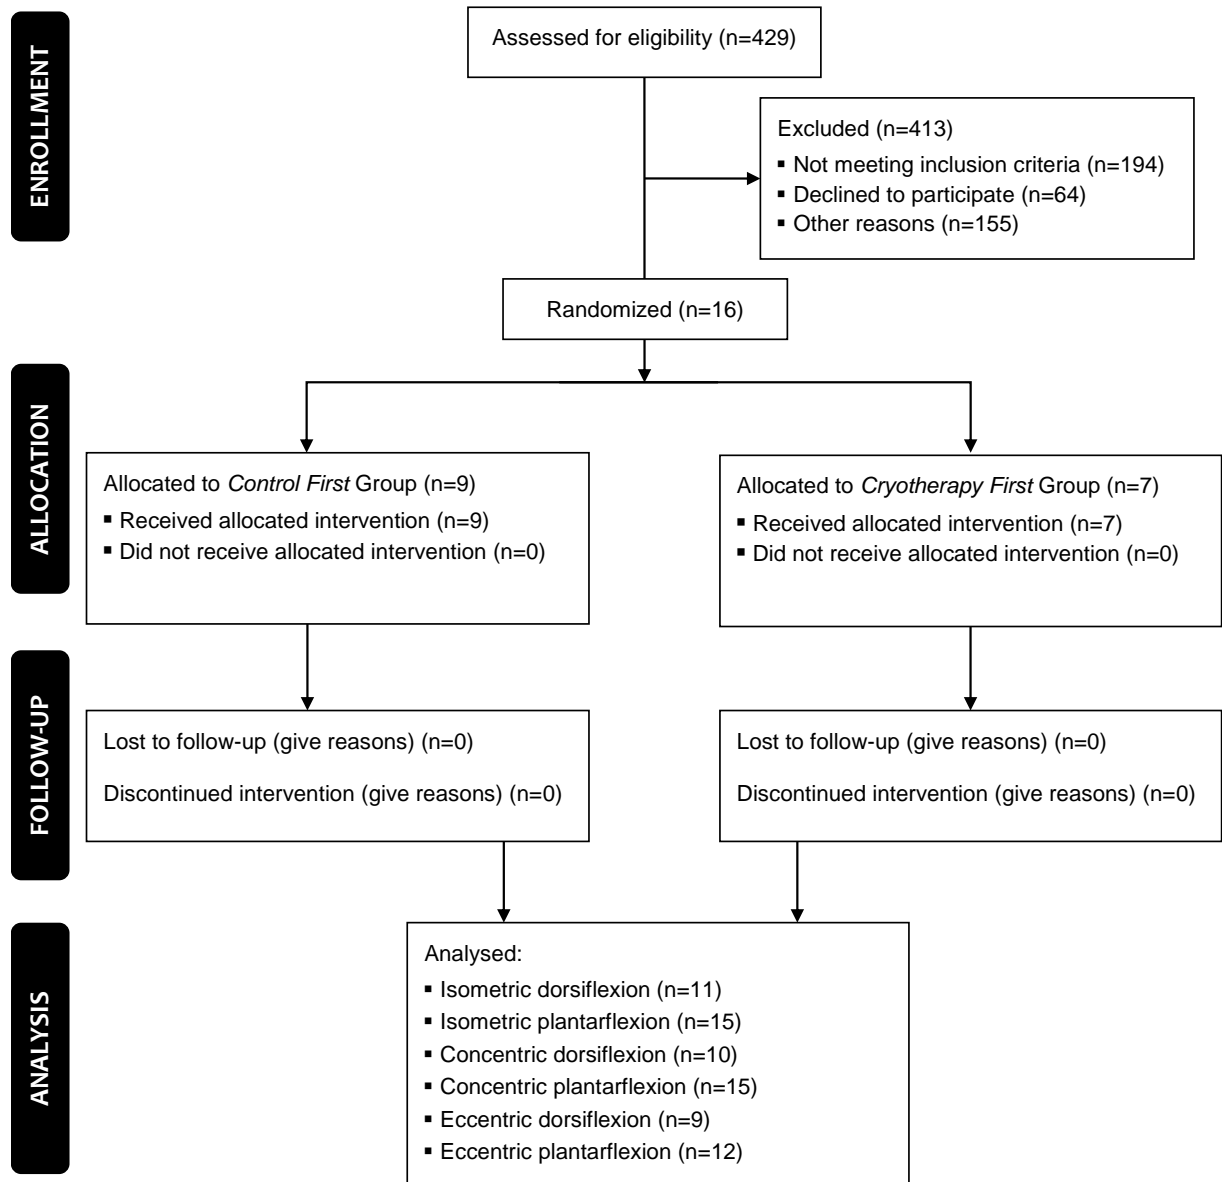 ENROLLMENT
Assessed for eligibility (n=429)
Excluded (n=413)
▪ Not meeting inclusion criteria (n=194)
▪ Declined to participate (n=64)
▪ Other reasons (n=155)
Randomized (n=16)
ALLOCATION
Allocated to Control First Group (n=9)
▪ Received allocated intervention (n=9)
▪ Did not receive allocated intervention (n=0)
Allocated to Cryotherapy First Group (n=7)
▪ Received allocated intervention (n=7)
▪ Did not receive allocated intervention (n=0)
FOLLOW-UP
Lost to follow-up (give reasons) (n=0)
Discontinued intervention (give reasons) (n=0)
Lost to follow-up (give reasons) (n=0)
Discontinued intervention (give reasons) (n=0)
ANALYSIS
Analysed:
▪ Isometric dorsiflexion (n=11)
▪ Isometric plantarflexion (n=15)
▪ Concentric dorsiflexion (n=10)
▪ Concentric plantarflexion (n=15)
▪ Eccentric dorsiflexion (n=9)
▪ Eccentric plantarflexion (n=12)